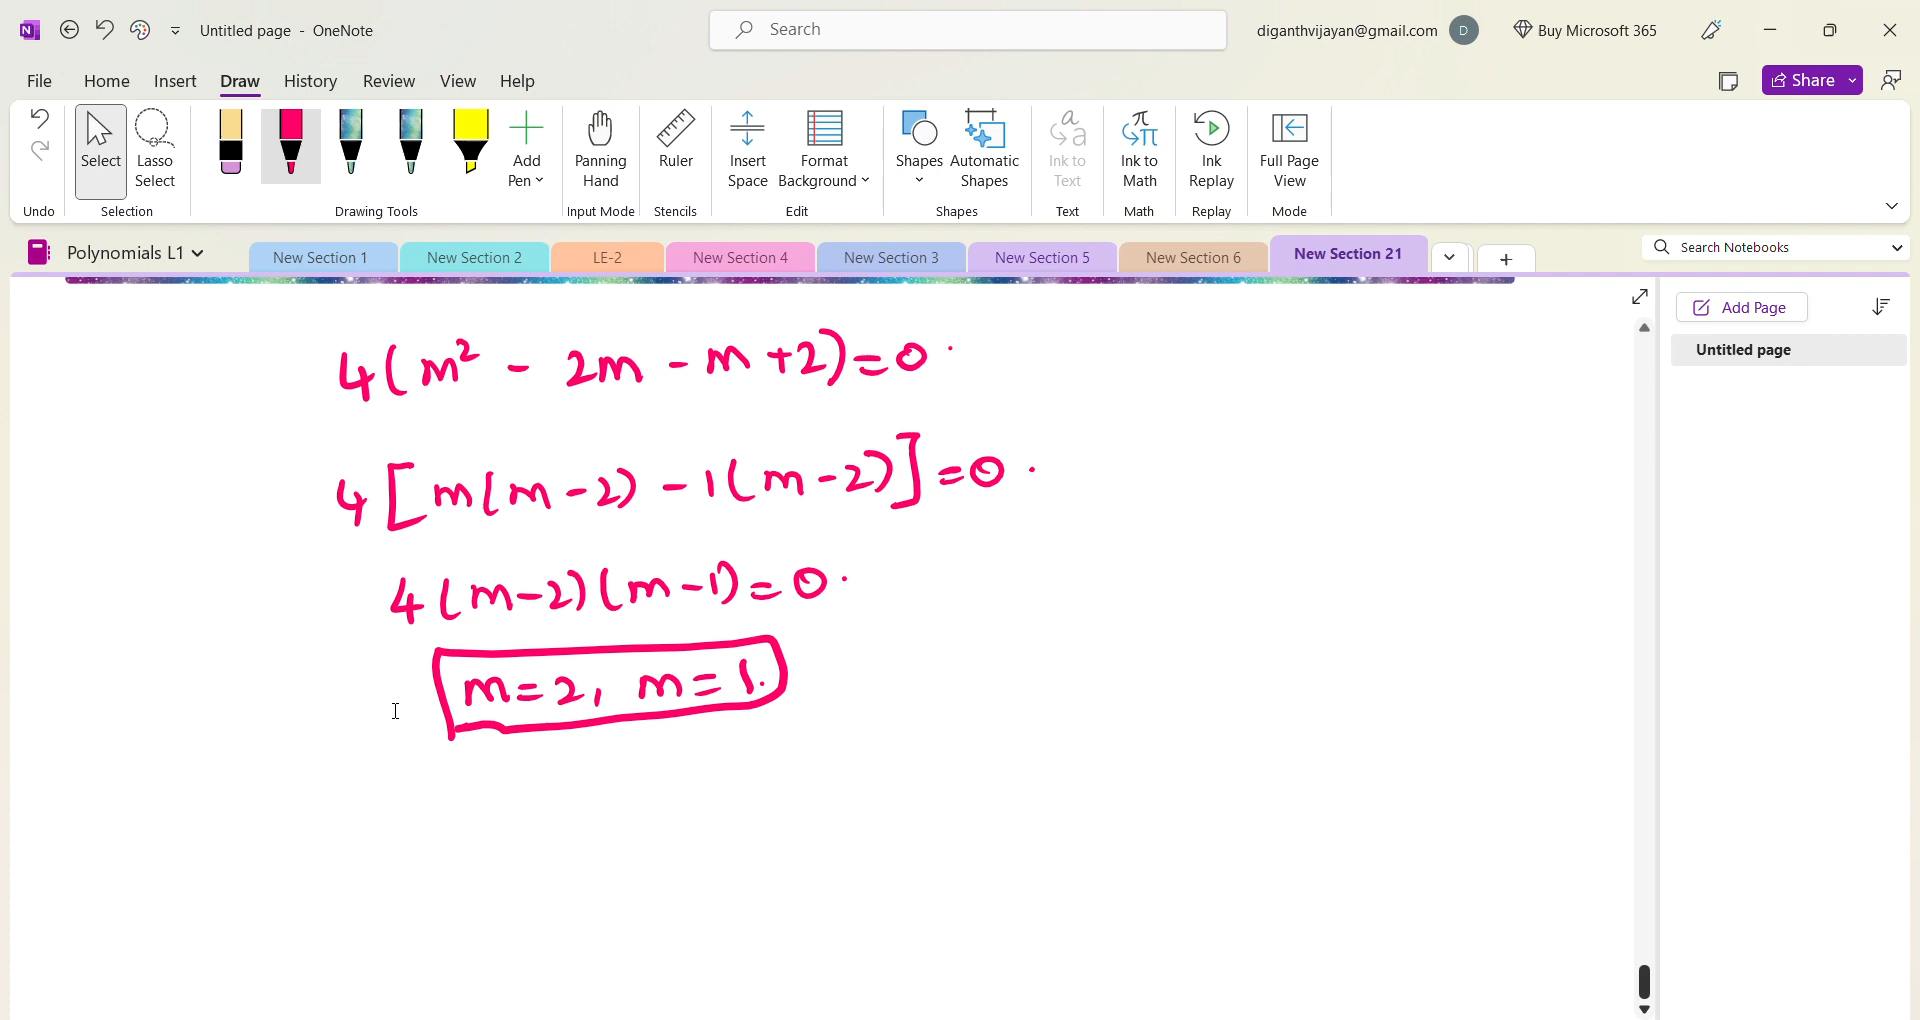 Untitled page - OneNote
Search
diganthvijayan@gmail.com
D
Buy Microsoft 365
File Home Insert Draw History Review View Help
Share
Select
Lasso Select
Add Pen
Panning Hand
Ruler
Insert Space
Format Background
Shapes
Automatic Shapes
Ink to Text
Ink to Math
Ink Replay
Full Page View
Undo Selection Drawing Tools Input Mode Stencils Edit Shapes Text Math Replay Mode
Polynomials L1
New Section 1 New Section 2 LE-2 New Section 4 New Section 3 New Section 5 New Section 6 New Section 21
Search Notebooks
Add Page
Untitled page
4(m² - 2m - m + 2) = 0.
4[m(m-2) - 1(m-2)] = 0.
4(m-2)(m-1) = 0.
m=2, m=1.